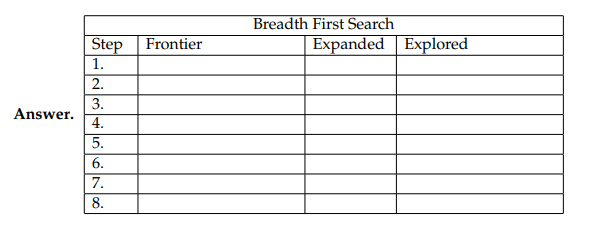 Breadth First Search
Step Frontier Expanded Explored
1.
2.
3.
Answer.
4.
5.
6.
7.
8.